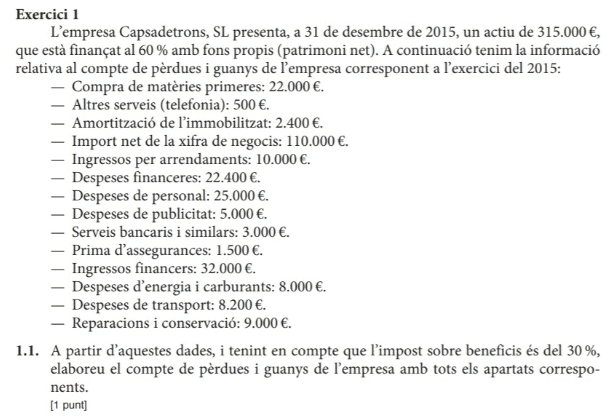 Exercici 1
L'empresa Capsadetrons, SL presenta, a 31 de desembre de 2015, un actiu de 315.000 €,
que està finançat al 60 % amb fons propis (patrimoni net). A continuació tenim la informació
relativa al compte de pèrdues i guanys de l'empresa corresponent a l'exercici del 2015:
— Compra de matèries primeres: 22.000 €.
— Altres serveis (telefonia): 500 €.
— Amortització de l'immobilitzat: 2.400 €.
— Import net de la xifra de negocis: 110.000 €.
— Ingressos per arrendaments: 10.000 €.
— Despeses financeres: 22.400 €.
— Despeses de personal: 25.000 €.
— Despeses de publicitat: 5.000 €.
— Serveis bancaris i similars: 3.000 €.
— Prima d'assegurances: 1.500 €.
— Ingressos financers: 32.000 €.
— Despeses d'energia i carburants: 8.000 €.
— Despeses de transport: 8.200 €.
— Reparacions i conservació: 9.000 €.
1.1. A partir d'aquestes dades, i tenint en compte que l'impost sobre beneficis és del 30 %,
elaboreu el compte de pèrdues i guanys de l'empresa amb tots els apartats correspo-
nents.
[1 punt]